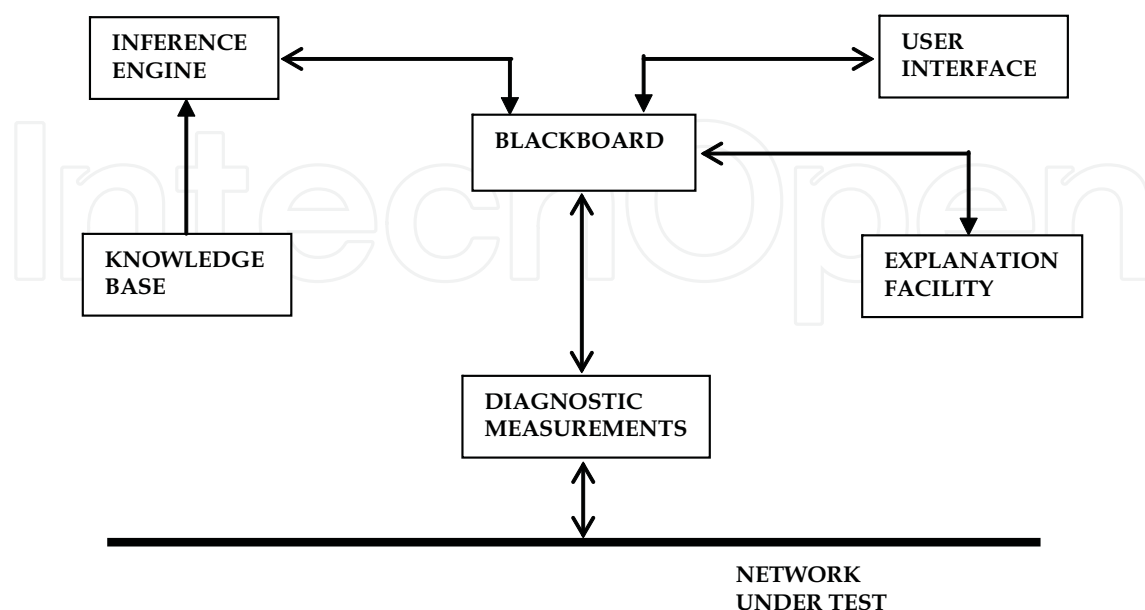 INFERENCE
ENGINE
USER
INTERFACE
BLACKBOARD
IntechOpen
KNOWLEDGE
BASE
EXPLANATION
FACILITY
DIAGNOSTIC
MEASUREMENTS
NETWORK
UNDER TEST